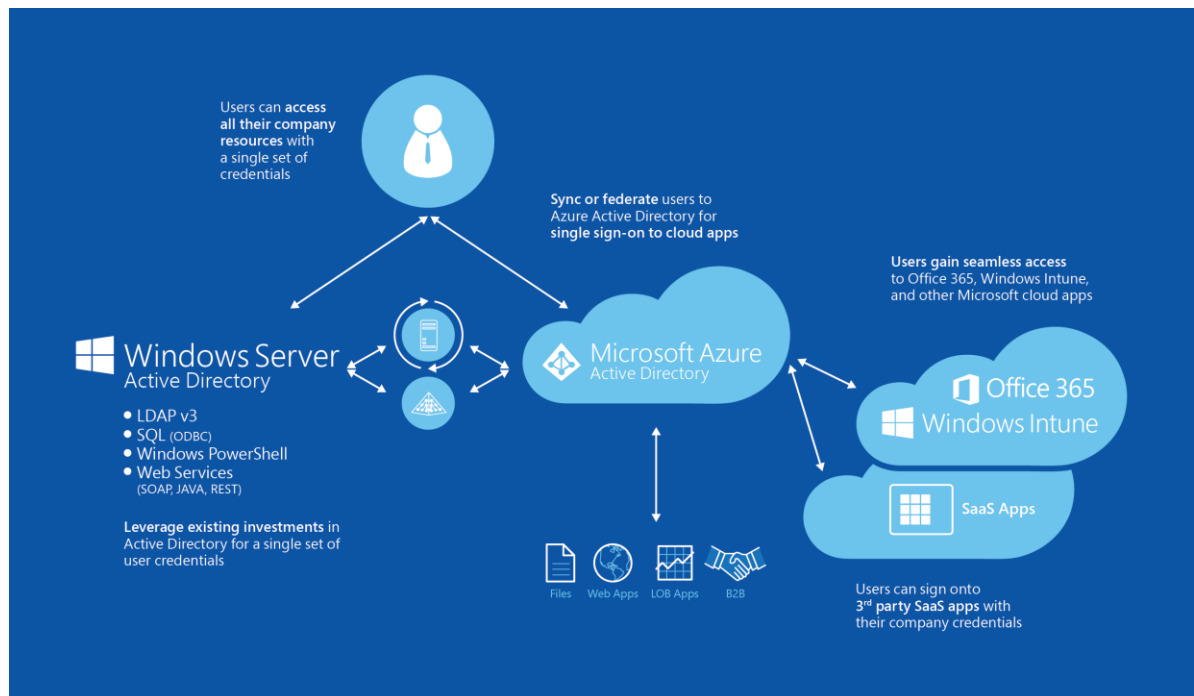 Users can access
all their company
resources with
a single set of
credentials
Sync or federate users to
Azure Active Directory for
single sign-on to cloud apps
Users gain seamless access
to Office 365, Windows Intune,
and other Microsoft cloud apps
Windows Server
Active Directory
• LDAP v3
• SQL (ODBC)
• Windows PowerShell
• Web Services
(SOAP, JAVA, REST)
Leverage existing investments in
Active Directory for a single set of
user credentials
Microsoft Azure
Active Directory
Office 365
Windows Intune
SaaS Apps
Files
Web Apps
LOB Apps
B2B
Users can sign onto
3rd party SaaS apps with
their company credentials